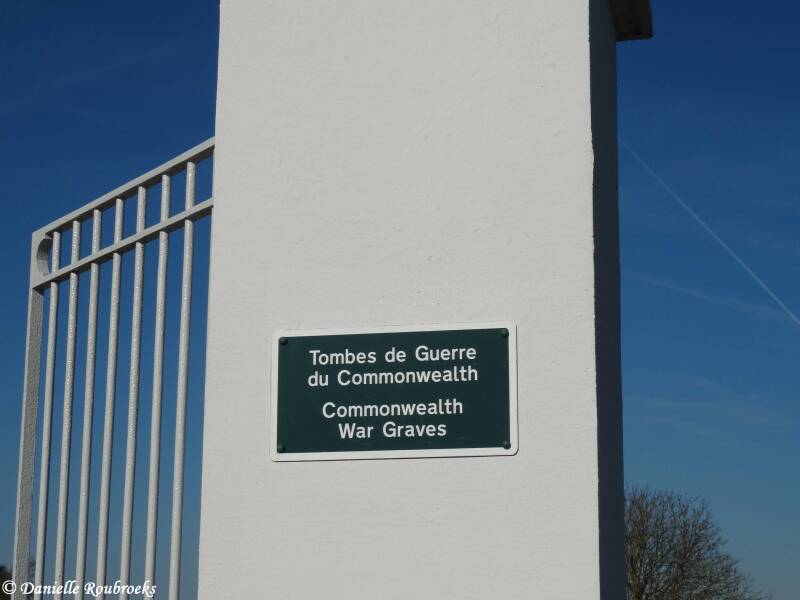 Tombes de Guerre
du Commonwealth
Commonwealth
War Graves
© Danielle Roubroeks